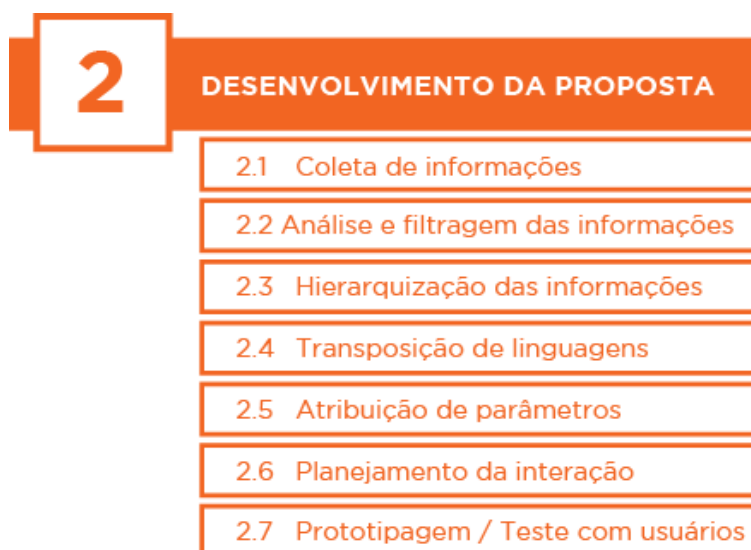 2
DESENVOLVIMENTO DA PROPOSTA
2.1 Coleta de informações
2.2 Análise e filtragem das informações
2.3 Hierarquização das informações
2.4 Transposição de linguagens
2.5 Atribuição de parâmetros
2.6 Planejamento da interação
2.7 Prototipagem / Teste com usuários